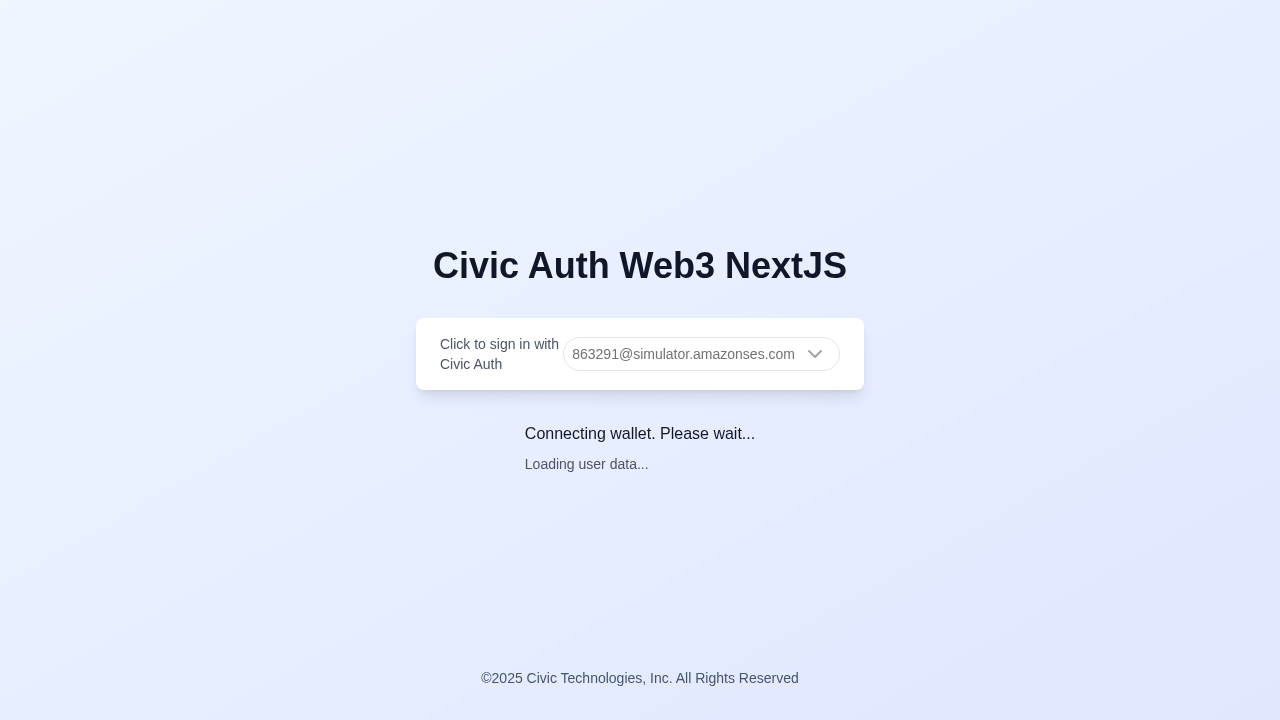 Civic Auth Web3 NextJS
Click to sign in with
Civic Auth
863291@simulator.amazonses.com
Connecting wallet. Please wait...
Loading user data...
©2025 Civic Technologies, Inc. All Rights Reserved